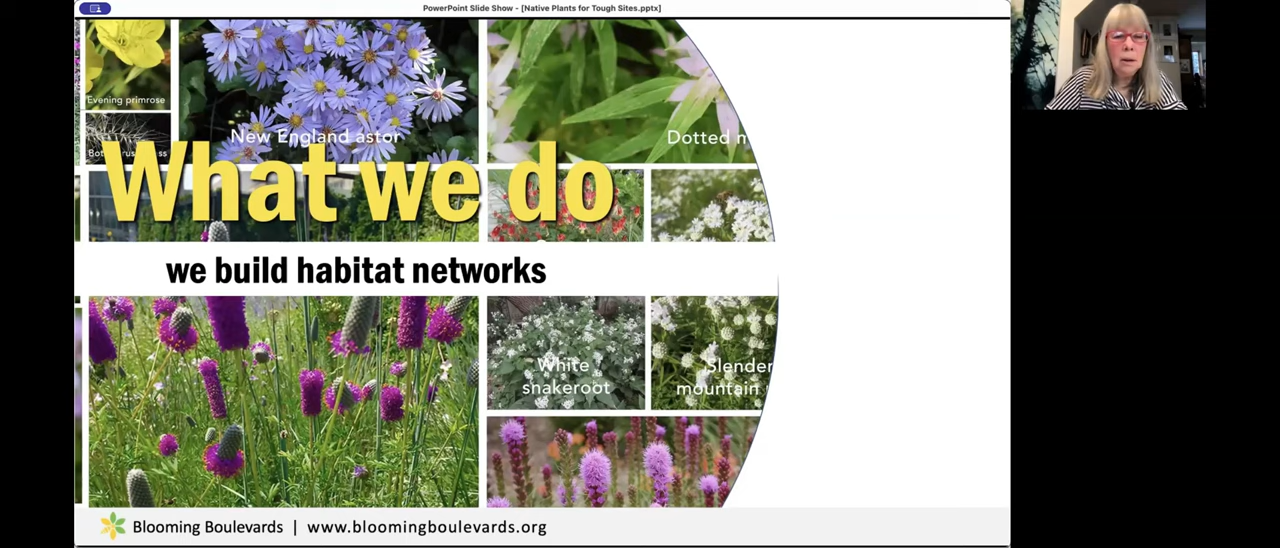 PowerPoint Slide Show - [Native Plants for Tough Sites.pptx]
Evening primrose
New England astor
Dotted m
What we do
we build habitat networks
White
snakeroot
Slender
mountain
Blooming Boulevards | www.bloomingboulevards.org